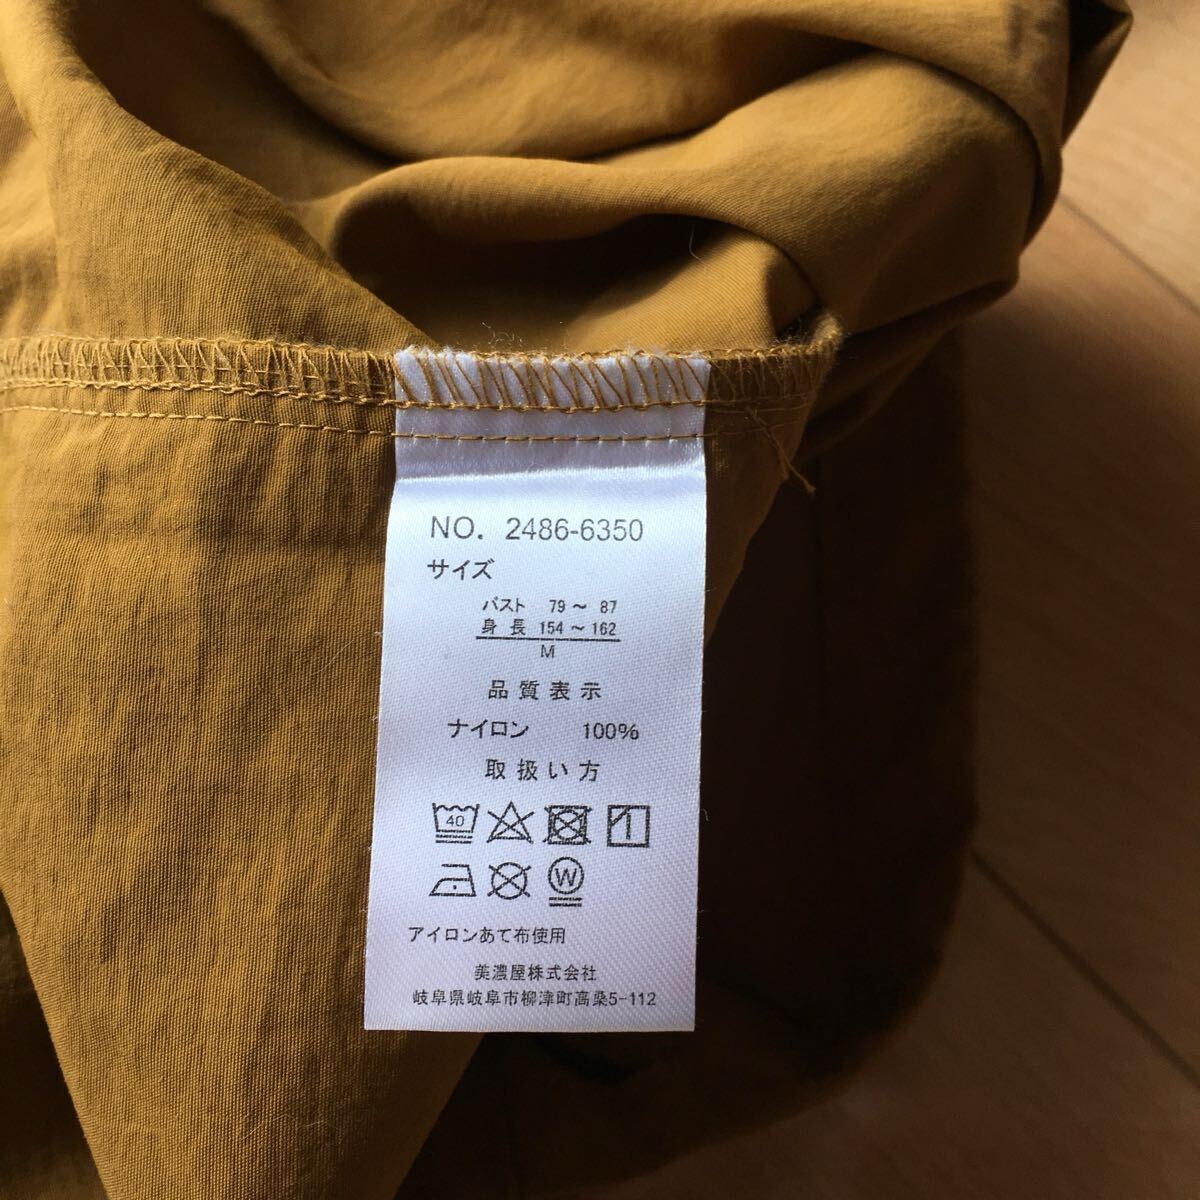 NO. 2486-6350
サイズ
バスト 79～ 87
身長 154～162
M
品質表示
ナイロン 100%
取扱い方
40
W
アイロンあて布使用
美濃屋株式会社
岐阜県岐阜市柳津町高桑5-112